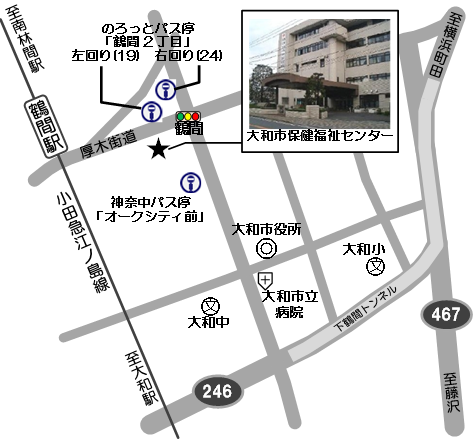 至南林間駅
のろっとバス停
「鶴間２丁目」
左回り(19) 右回り(24)
至横浜町田
鶴間駅
鶴間
厚木街道
大和市保健福祉センター
神奈中バス停
「オークシティ前」
小田急江ノ島線
大和市役所
大和小
大和市立
病院
大和中
下鶴間トンネル
467
246
至大和駅
至藤沢